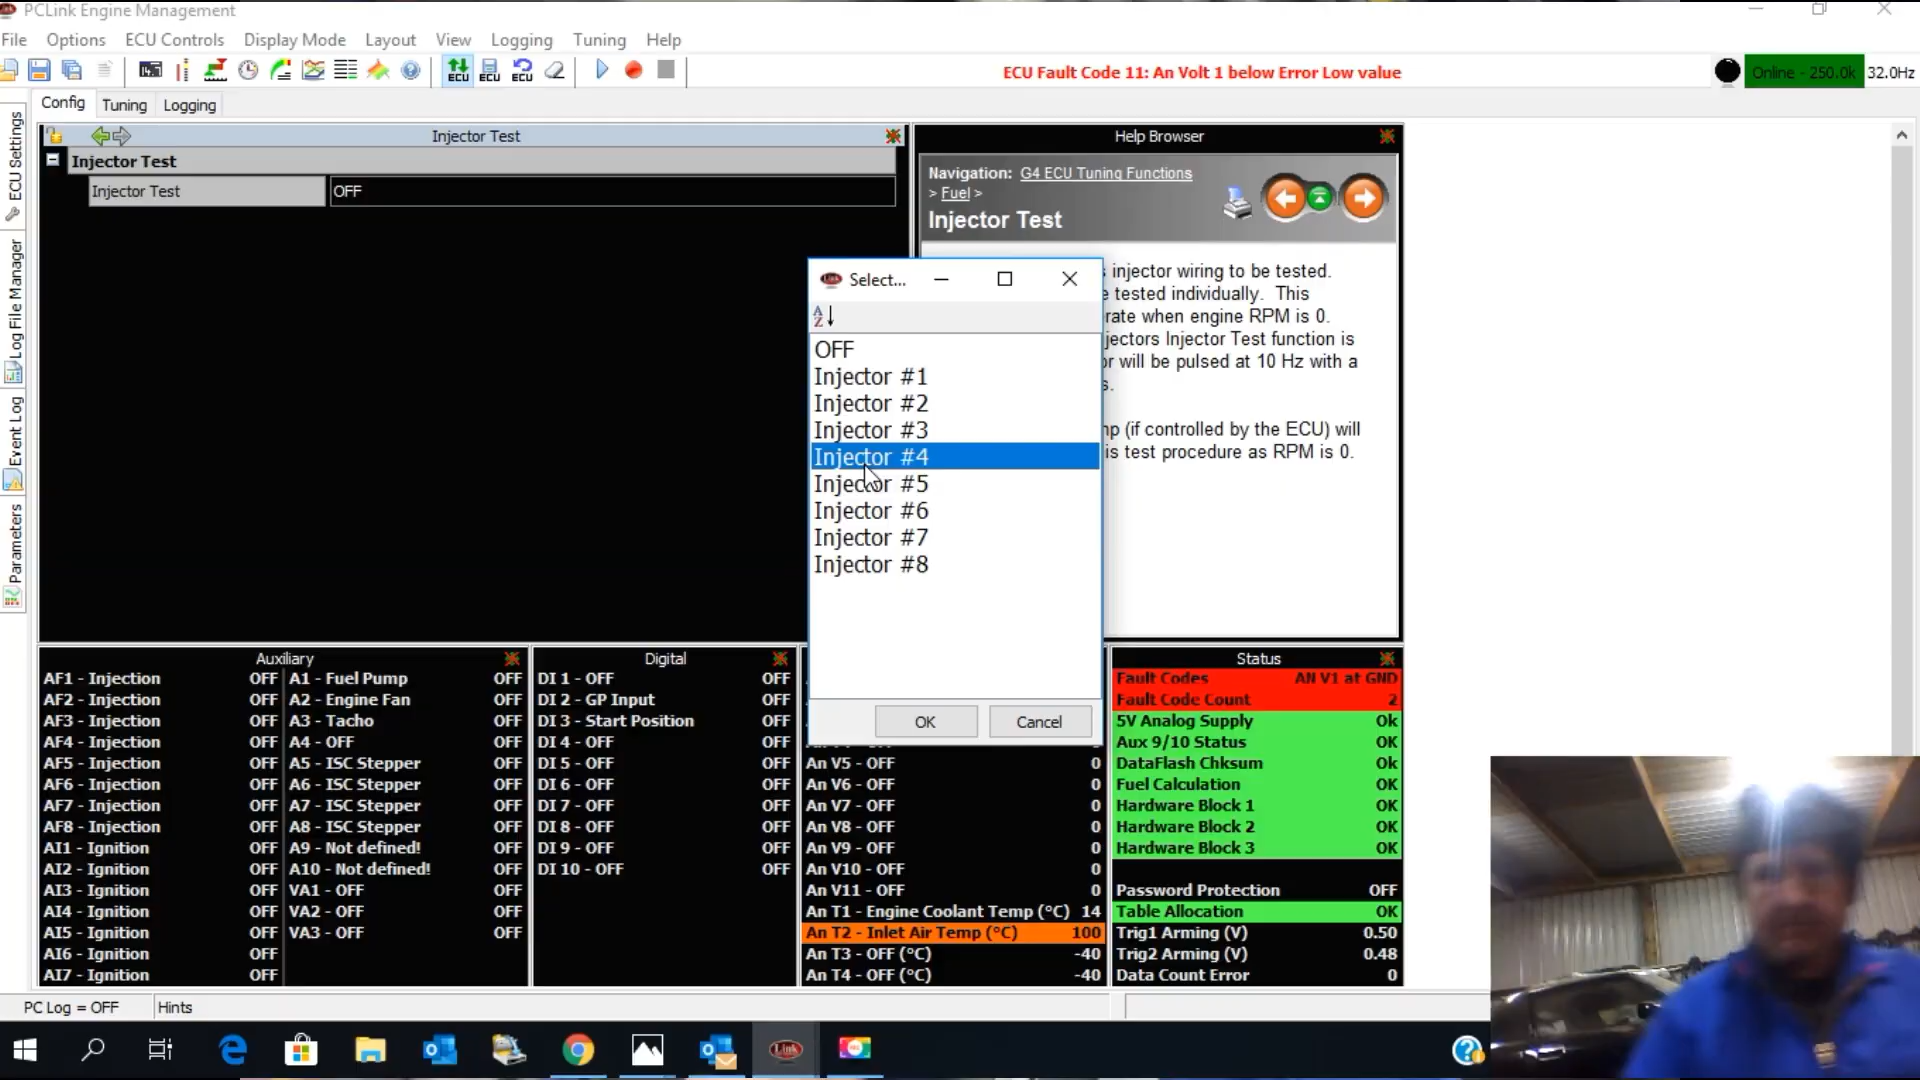 PCLink Engine Management
File Options ECU Controls Display Mode Layout View Logging Tuning Help
ECU ECU ECU
ECU Fault Code 11: An Volt 1 below Error Low value
Online - 250.0k 32.0Hz
Config Tuning Logging
ECU Settings
Log File Manager
Event Log
Parameters
Injector Test
Injector Test
Injector Test OFF
Help Browser
Navigation: G4 ECU Tuning Functions
> Fuel >
Injector Test
injector wiring to be tested.
tested individually. This
rate when engine RPM is 0.
jectors Injector Test function is
or will be pulsed at 10 Hz with a
s.
(if controlled by the ECU) will
is test procedure as RPM is 0.
Select...
OFF
Injector #1
Injector #2
Injector #3
Injector #4
Injector #5
Injector #6
Injector #7
Injector #8
OK Cancel
Auxiliary
AF1 - Injection OFF A1 - Fuel Pump OFF
AF2 - Injection OFF A2 - Engine Fan OFF
AF3 - Injection OFF A3 - Tacho OFF
AF4 - Injection OFF A4 - OFF OFF
AF5 - Injection OFF A5 - ISC Stepper OFF
AF6 - Injection OFF A6 - ISC Stepper OFF
AF7 - Injection OFF A7 - ISC Stepper OFF
AF8 - Injection OFF A8 - ISC Stepper OFF
AI1 - Ignition OFF A9 - Not defined! OFF
AI2 - Ignition OFF A10 - Not defined! OFF
AI3 - Ignition OFF VA1 - OFF OFF
AI4 - Ignition OFF VA2 - OFF OFF
AI5 - Ignition OFF VA3 - OFF OFF
AI6 - Ignition OFF
AI7 - Ignition OFF
Digital
DI 1 - OFF OFF
DI 2 - GP Input OFF
DI 3 - Start Position OFF
DI 4 - OFF OFF
DI 5 - OFF OFF
DI 6 - OFF OFF
DI 7 - OFF OFF
DI 8 - OFF OFF
DI 9 - OFF OFF
DI 10 - OFF OFF
An V5 - OFF 0
An V6 - OFF 0
An V7 - OFF 0
An V8 - OFF 0
An V9 - OFF 0
An V10 - OFF 0
An V11 - OFF 0
An T1 - Engine Coolant Temp (°C) 14
An T2 - Inlet Air Temp (°C) 100
An T3 - OFF (°C) -40
An T4 - OFF (°C) -40
Status
Fault Codes AN V1 at GND
Fault Code Count 2
5V Analog Supply Ok
Aux 9/10 Status OK
DataFlash Chksum Ok
Fuel Calculation OK
Hardware Block 1 OK
Hardware Block 2 OK
Hardware Block 3 OK
Password Protection OFF
Table Allocation OK
Trig1 Arming (V) 0.50
Trig2 Arming (V) 0.48
Data Count Error 0
PC Log = OFF Hints
Link